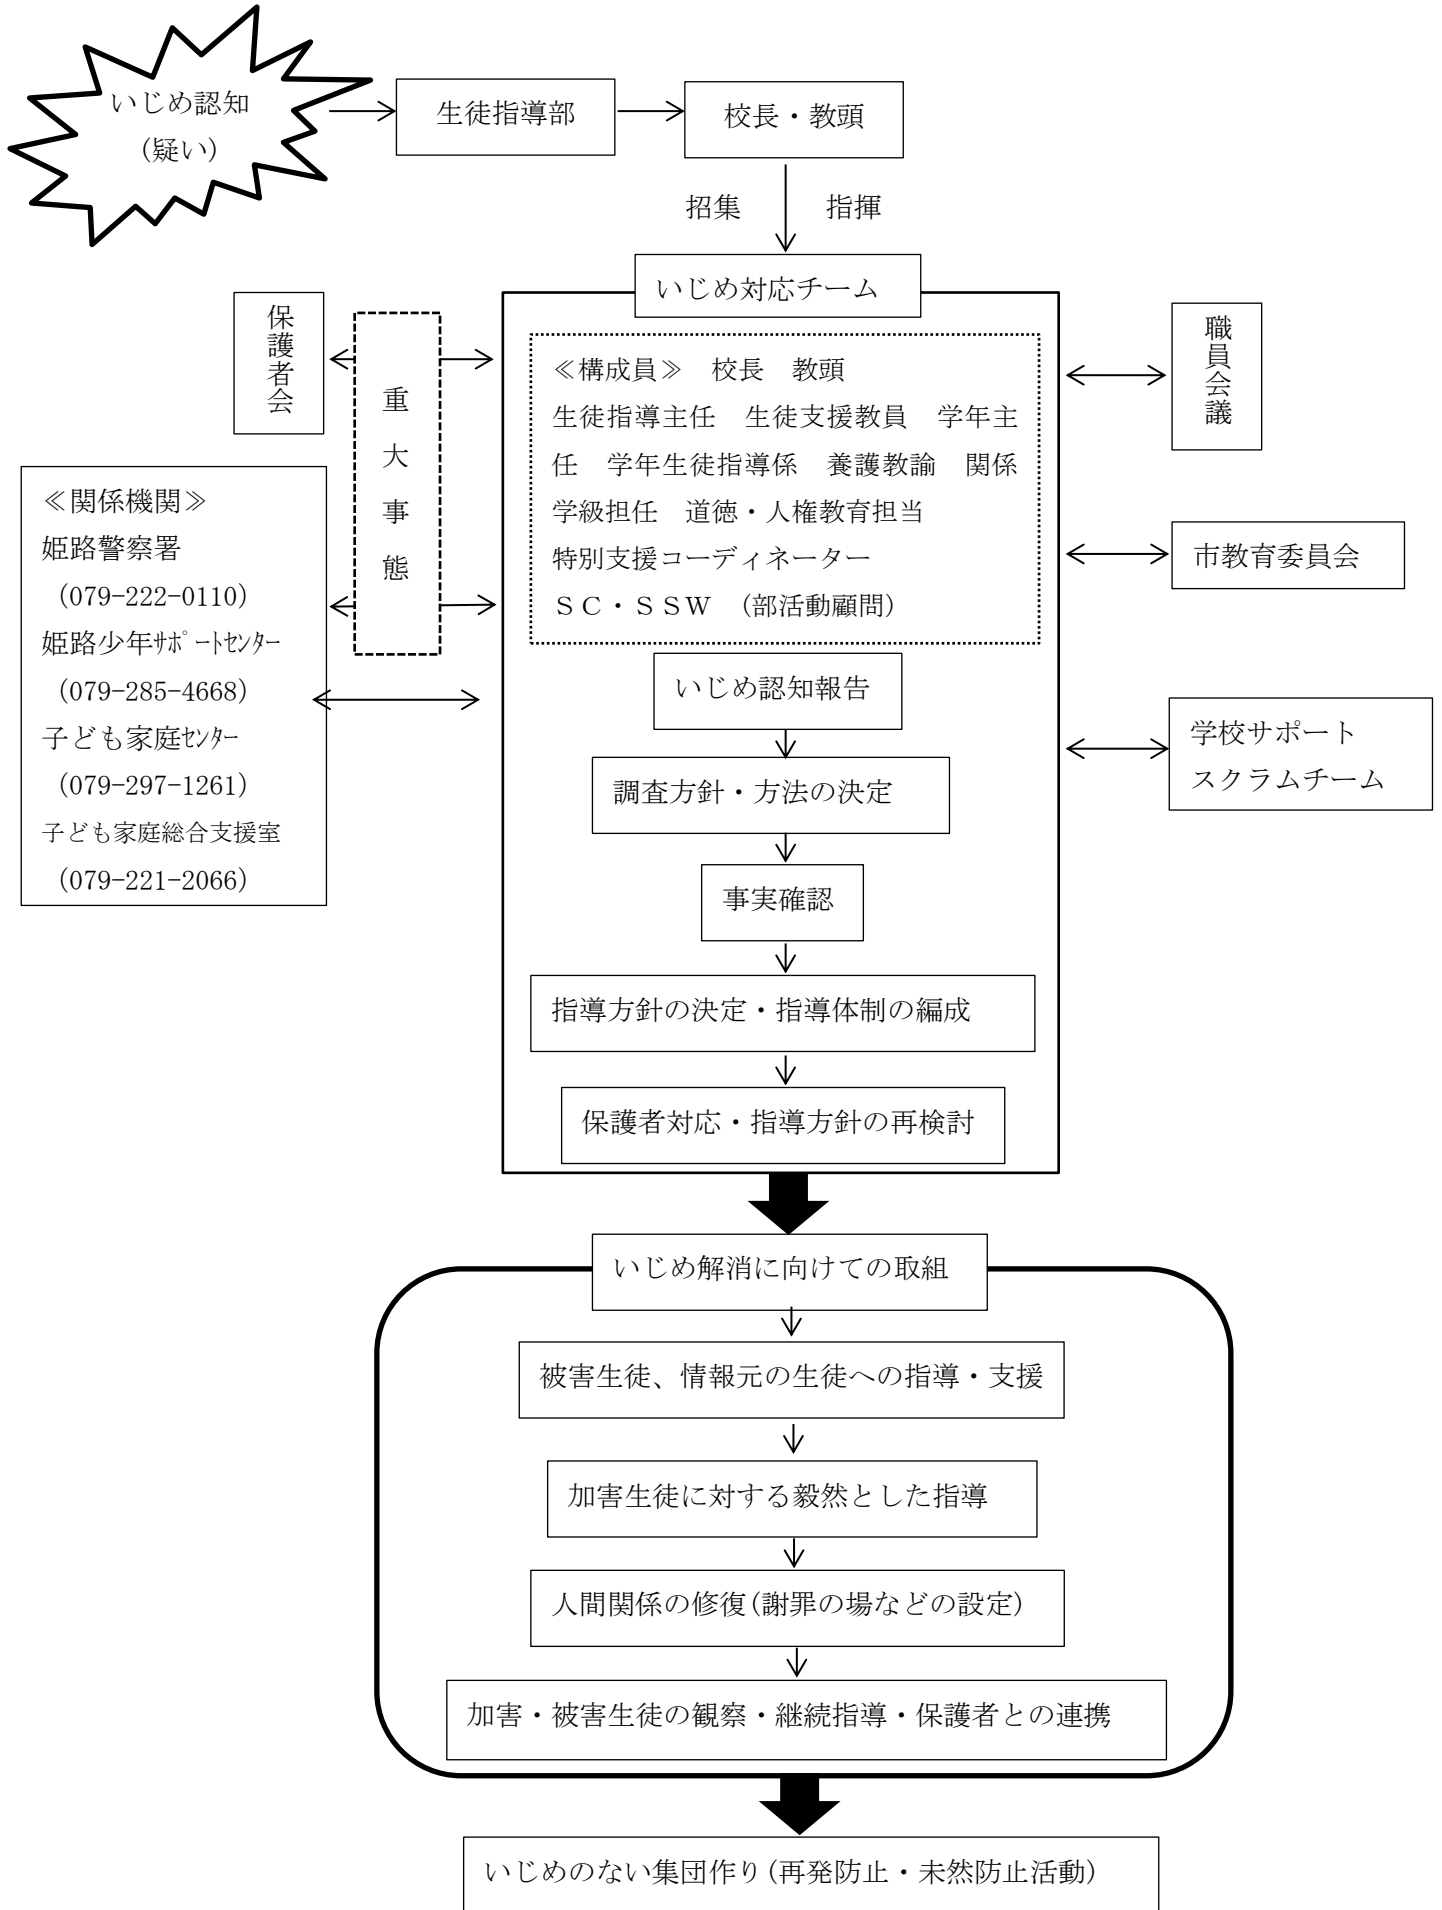 いじめ認知
(疑い)
生徒指導部
校長・教頭
招集　指揮
いじめ対応チーム
保護者会
重大事態
職員会議
≪構成員≫　校長　教頭
生徒指導主任　生徒支援教員　学年主
任　学年生徒指導係　養護教諭　関係
学級担任　道徳・人権教育担当
特別支援コーディネーター
ＳＣ・ＳＳＷ　(部活動顧問)
≪関係機関≫
姫路警察署
(079-222-0110)
姫路少年ｻﾎﾟｰﾄｾﾝﾀｰ
(079-285-4668)
子ども家庭ｾﾝﾀｰ
(079-297-1261)
子ども家庭総合支援室
(079-221-2066)
市教育委員会
学校サポート
スクラムチーム
いじめ認知報告
調査方針・方法の決定
事実確認
指導方針の決定・指導体制の編成
保護者対応・指導方針の再検討
いじめ解消に向けての取組
被害生徒、情報元の生徒への指導・支援
加害生徒に対する毅然とした指導
人間関係の修復(謝罪の場などの設定)
加害・被害生徒の観察・継続指導・保護者との連携
いじめのない集団作り(再発防止・未然防止活動)